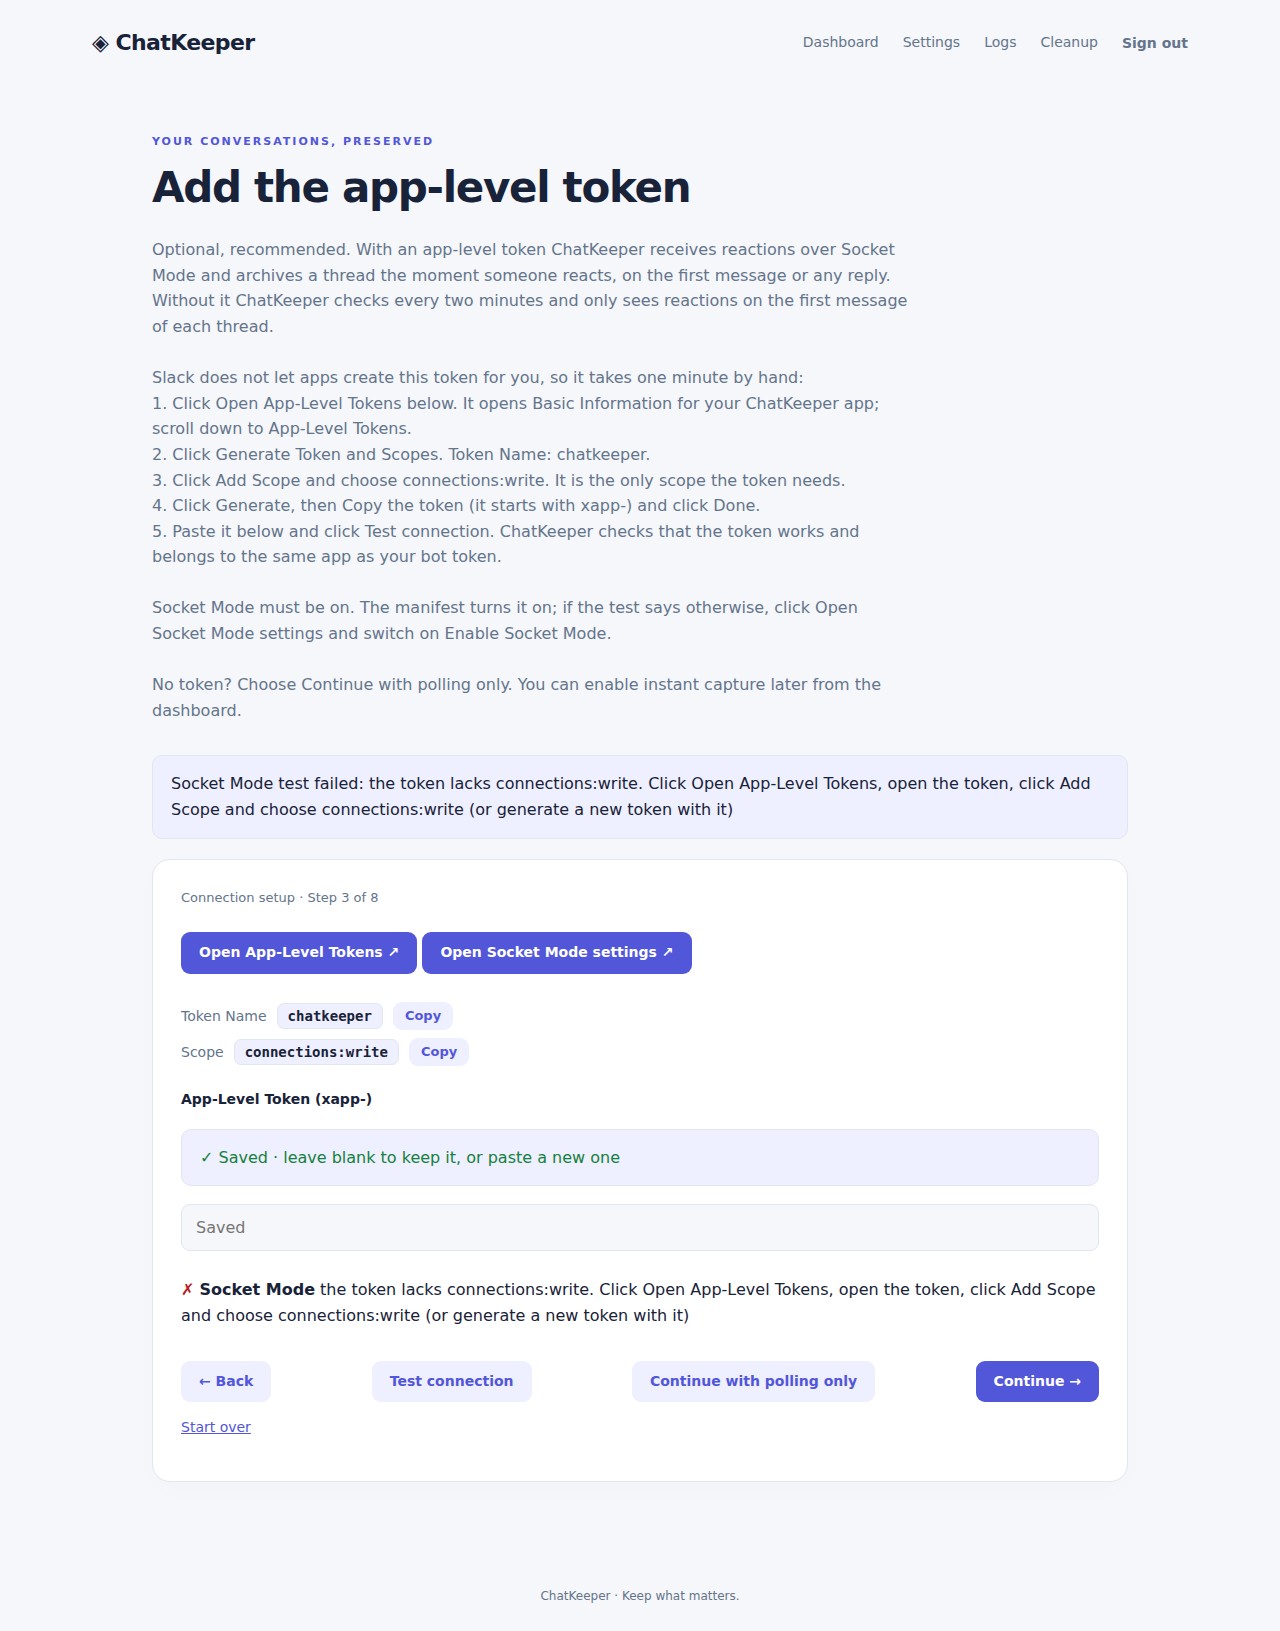 ◈ ChatKeeper
Dashboard Settings Logs Cleanup Sign out
YOUR CONVERSATIONS, PRESERVED
Add the app-level token
Optional, recommended. With an app-level token ChatKeeper receives reactions over Socket
Mode and archives a thread the moment someone reacts, on the first message or any reply.
Without it ChatKeeper checks every two minutes and only sees reactions on the first message
of each thread.
Slack does not let apps create this token for you, so it takes one minute by hand:
1. Click Open App-Level Tokens below. It opens Basic Information for your ChatKeeper app;
scroll down to App-Level Tokens.
2. Click Generate Token and Scopes. Token Name: chatkeeper.
3. Click Add Scope and choose connections:write. It is the only scope the token needs.
4. Click Generate, then Copy the token (it starts with xapp-) and click Done.
5. Paste it below and click Test connection. ChatKeeper checks that the token works and
belongs to the same app as your bot token.
Socket Mode must be on. The manifest turns it on; if the test says otherwise, click Open
Socket Mode settings and switch on Enable Socket Mode.
No token? Choose Continue with polling only. You can enable instant capture later from the
dashboard.
Socket Mode test failed: the token lacks connections:write. Click Open App-Level Tokens, open the token, click Add
Scope and choose connections:write (or generate a new token with it)
Connection setup · Step 3 of 8
Open App-Level Tokens ↗ Open Socket Mode settings ↗
Token Name chatkeeper Copy
Scope connections:write Copy
App-Level Token (xapp-)
✓ Saved · leave blank to keep it, or paste a new one
Saved
✗ Socket Mode the token lacks connections:write. Click Open App-Level Tokens, open the token, click Add Scope
and choose connections:write (or generate a new token with it)
← Back Test connection Continue with polling only Continue →
Start over
ChatKeeper · Keep what matters.